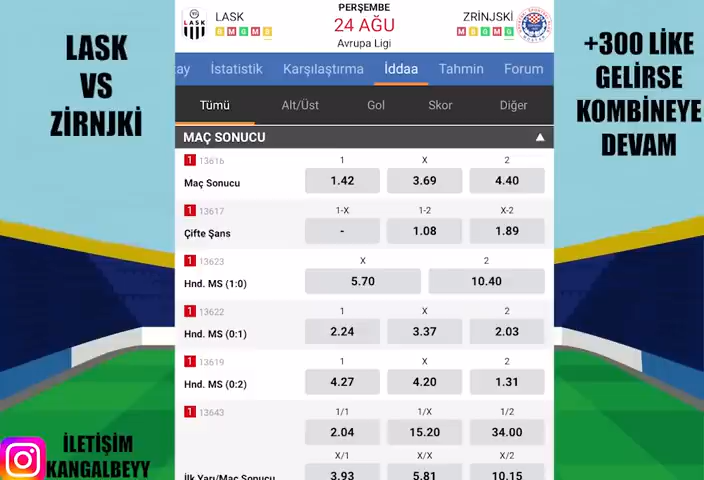 LASK
VS
ZİRNJKİ
+300 LİKE
GELİRSE
KOMBİNEYE
DEVAM
LASK
LASK
G M G M B
PERŞEMBE
24 AĞU
Avrupa Ligi
ZRİNJSKİ
M B G M G
ay İstatistik Karşılaştırma İddaa Tahmin Forum
Tümü Alt/Üst Gol Skor Diğer
MAÇ SONUCU
1 13616 1 X 2
Maç Sonucu 1.42 3.69 4.40
1 13617 1-X 1-2 X-2
Çifte Şans - 1.08 1.89
1 13623 X 2
Hnd. MS (1:0) 5.70 10.40
1 13622 1 X 2
Hnd. MS (0:1) 2.24 3.37 2.03
1 13619 1 X 2
Hnd. MS (0:2) 4.27 4.20 1.31
1 13643 1/1 1/X 1/2
2.04 15.20 34.00
X/1 X/X X/2
İlk Yarı/Maç Sonucu 3.93 5.81 10.15
İLETİŞİM
KANGALBEYY